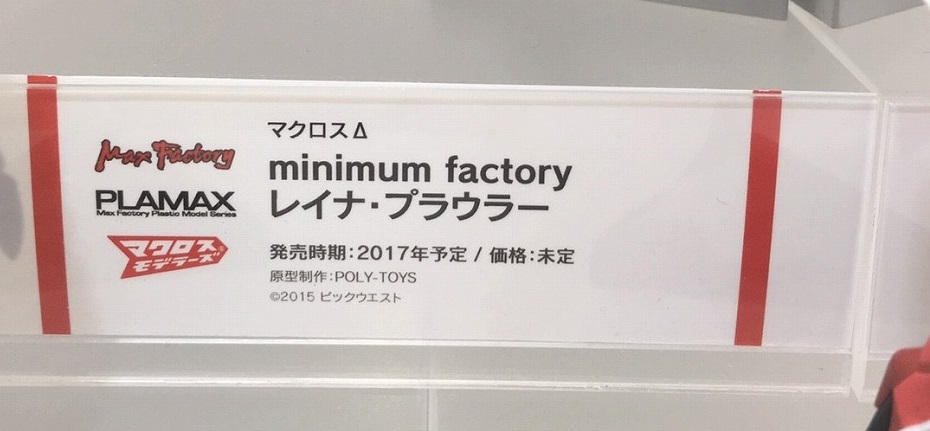 Max Factory
PLAMAX
Max Factory Plastic Model Series
マクロス
モデラーズ®
マクロスΔ
minimum factory
レイナ・プラウラー
発売時期:2017年予定 / 価格:未定
原型制作:POLY-TOYS
©2015 ビックウエスト